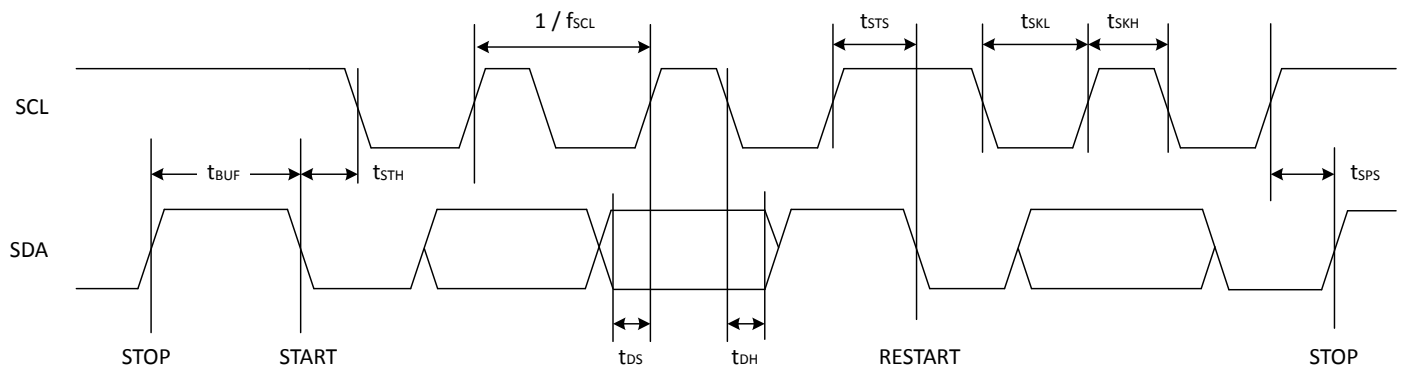 1 / fSCL
tSTS
tSKL
tSKH
SCL
tBUF
tSTH
tSPS
SDA
tDS
tDH
STOP
START
RESTART
STOP